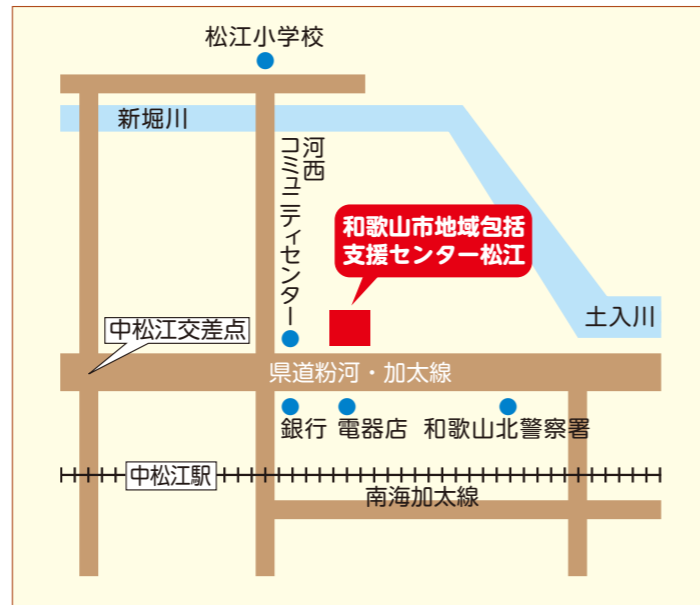 松江小学校
新堀川
河西
コミュニティセンター
和歌山市地域包括
支援センター松江
土入川
中松江交差点
県道粉河・加太線
銀行
電器店
和歌山北警察署
中松江駅
南海加太線